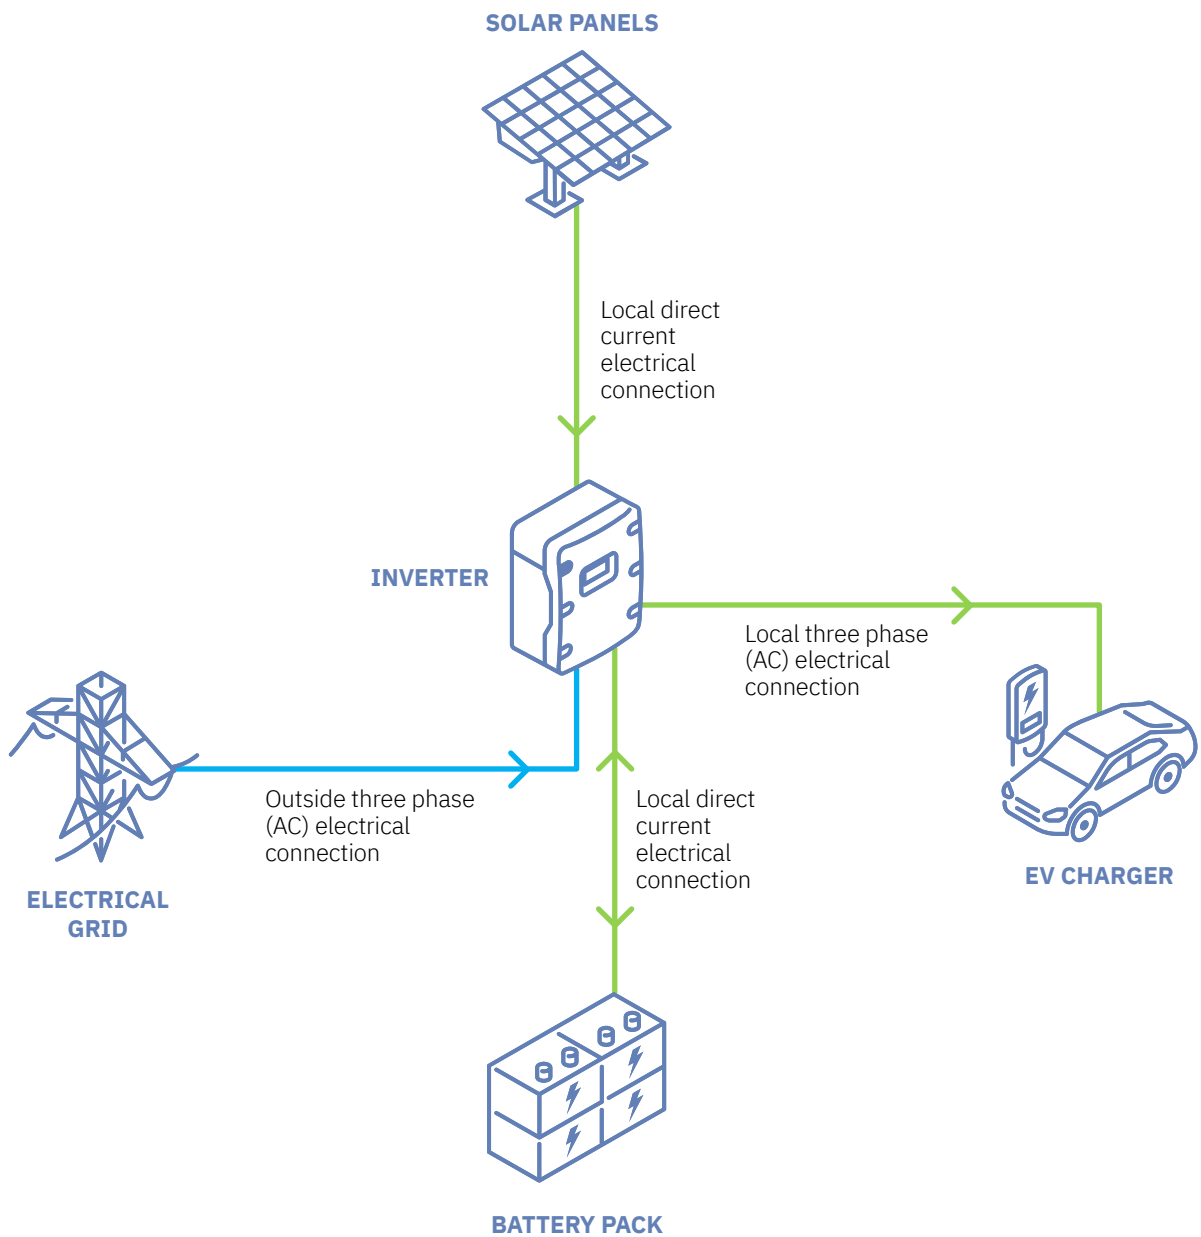 SOLAR PANELS
Local direct
current
electrical
connection
INVERTER
Local three phase
(AC) electrical
connection
Outside three phase
(AC) electrical
connection
Local direct
current
electrical
connection
EV CHARGER
ELECTRICAL
GRID
BATTERY PACK